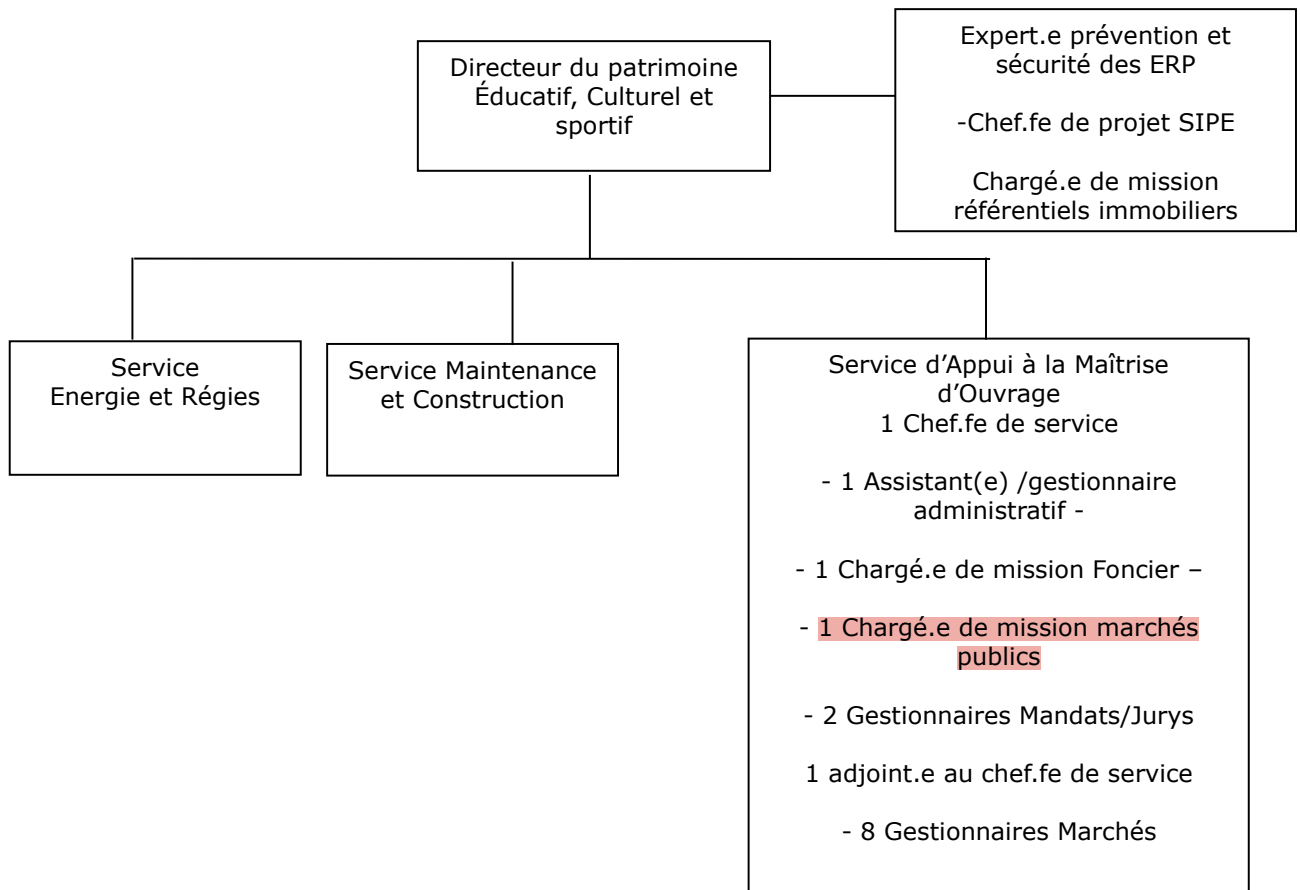 Directeur du patrimoine
Éducatif, Culturel et
sportif
Expert.e prévention et
sécurité des ERP
-Chef.fe de projet SIPE
Chargé.e de mission
référentiels immobiliers
Service
Energie et Régies
Service Maintenance
et Construction
Service d’Appui à la Maîtrise
d’Ouvrage
1 Chef.fe de service
- 1 Assistant(e) /gestionnaire
administratif -
- 1 Chargé.e de mission Foncier –
- 1 Chargé.e de mission marchés
publics
- 2 Gestionnaires Mandats/Jurys
1 adjoint.e au chef.fe de service
- 8 Gestionnaires Marchés